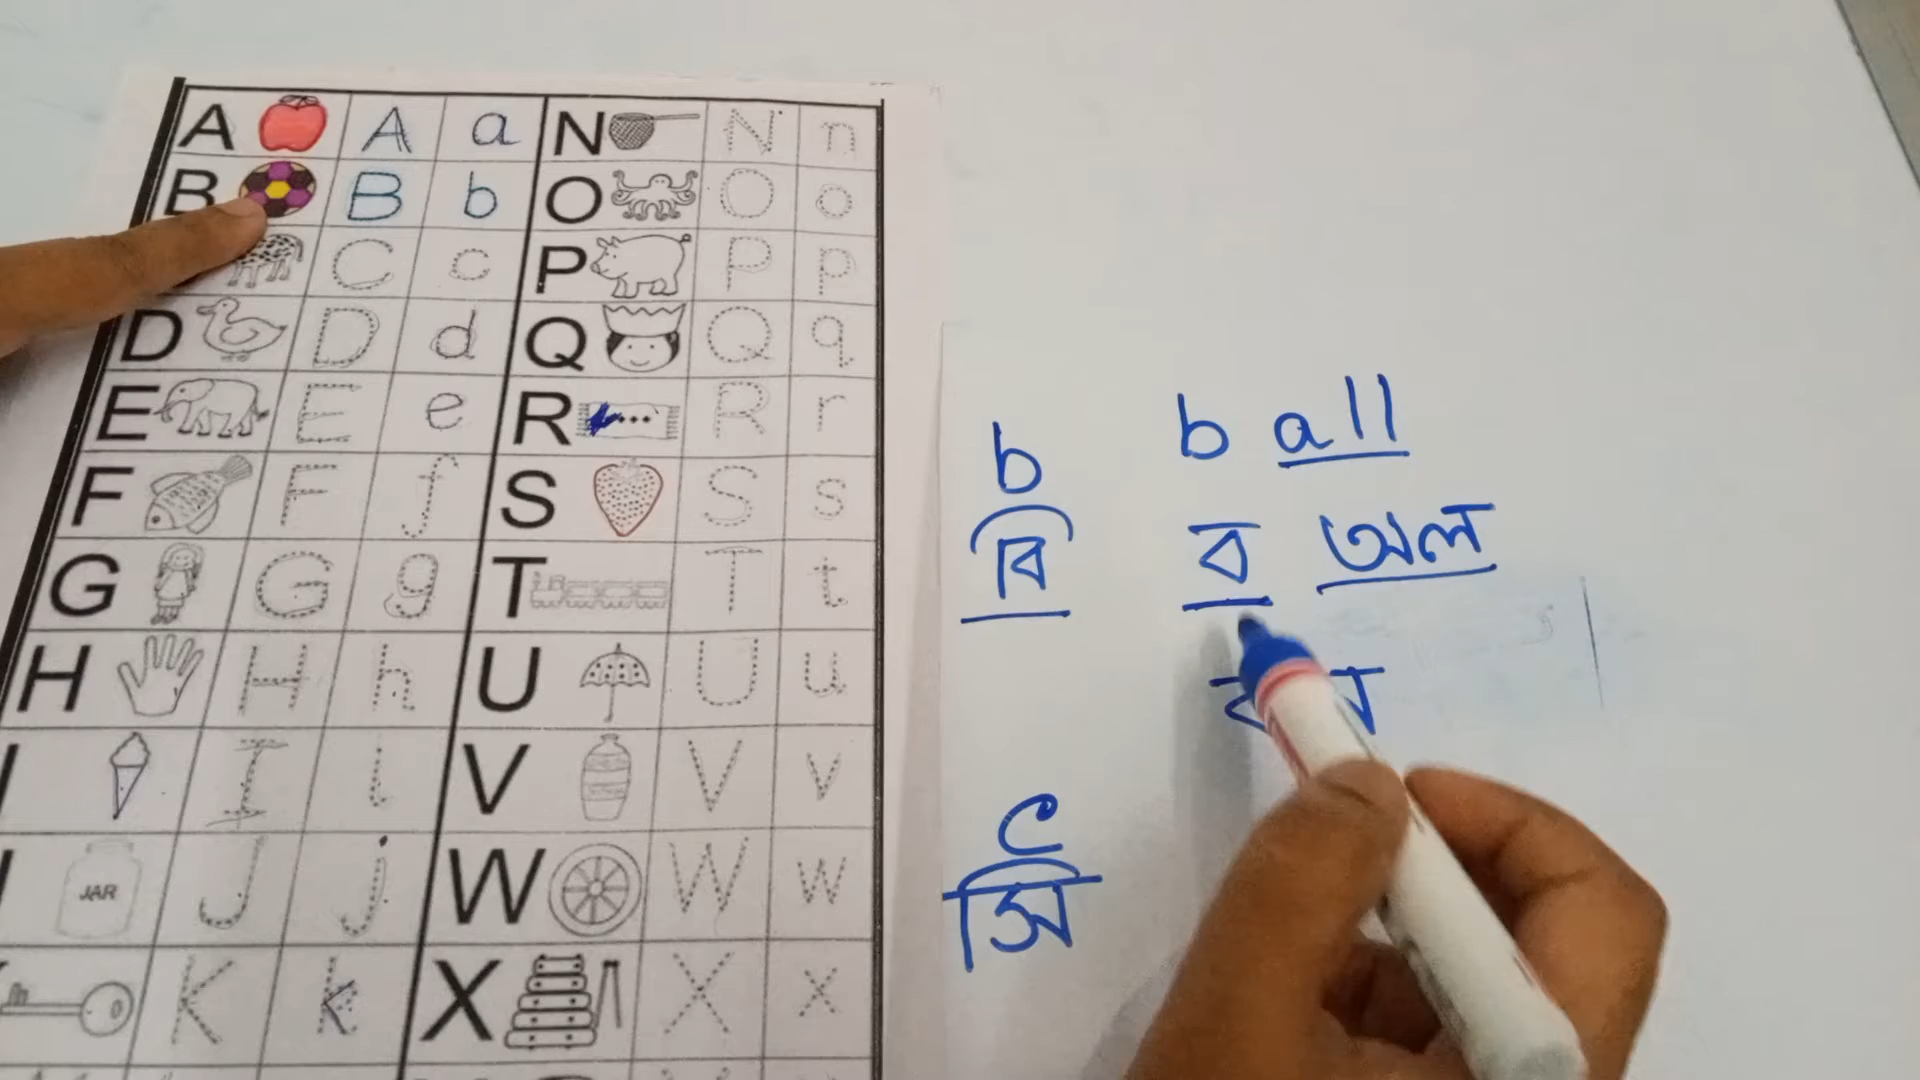 A A a N N n
B B b O O o
C c P P p
D D d Q Q q
E E e R R r
F F f S S s
G G g T T t
H H h U U u
I i V V v
JAR J j W W w
K k X X x
b b all
বি ব অল
c
সি